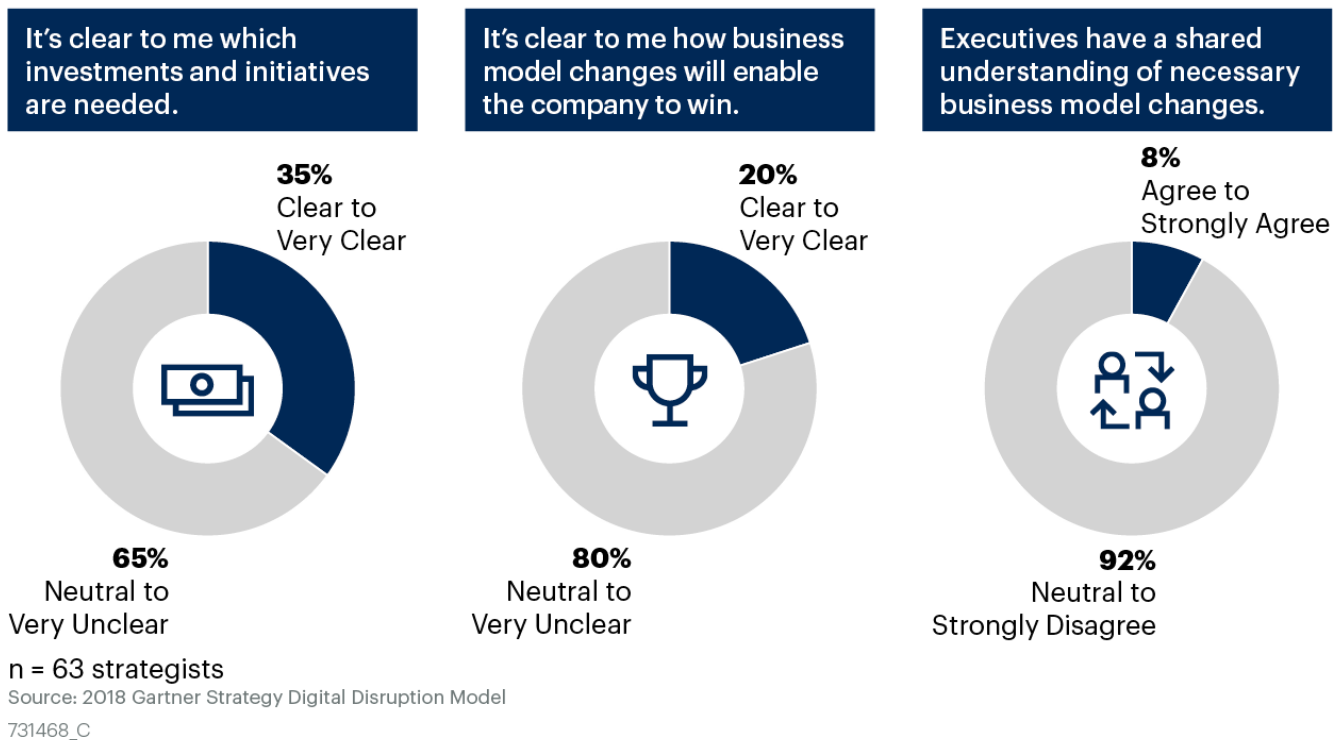 It’s clear to me which
investments and initiatives
are needed.
35%
Clear to
Very Clear
65%
Neutral to
Very Unclear
It’s clear to me how business
model changes will enable
the company to win.
20%
Clear to
Very Clear
80%
Neutral to
Very Unclear
Executives have a shared
understanding of necessary
business model changes.
8%
Agree to
Strongly Agree
92%
Neutral to
Strongly Disagree
n = 63 strategists
Source: 2018 Gartner Strategy Digital Disruption Model
731468_C